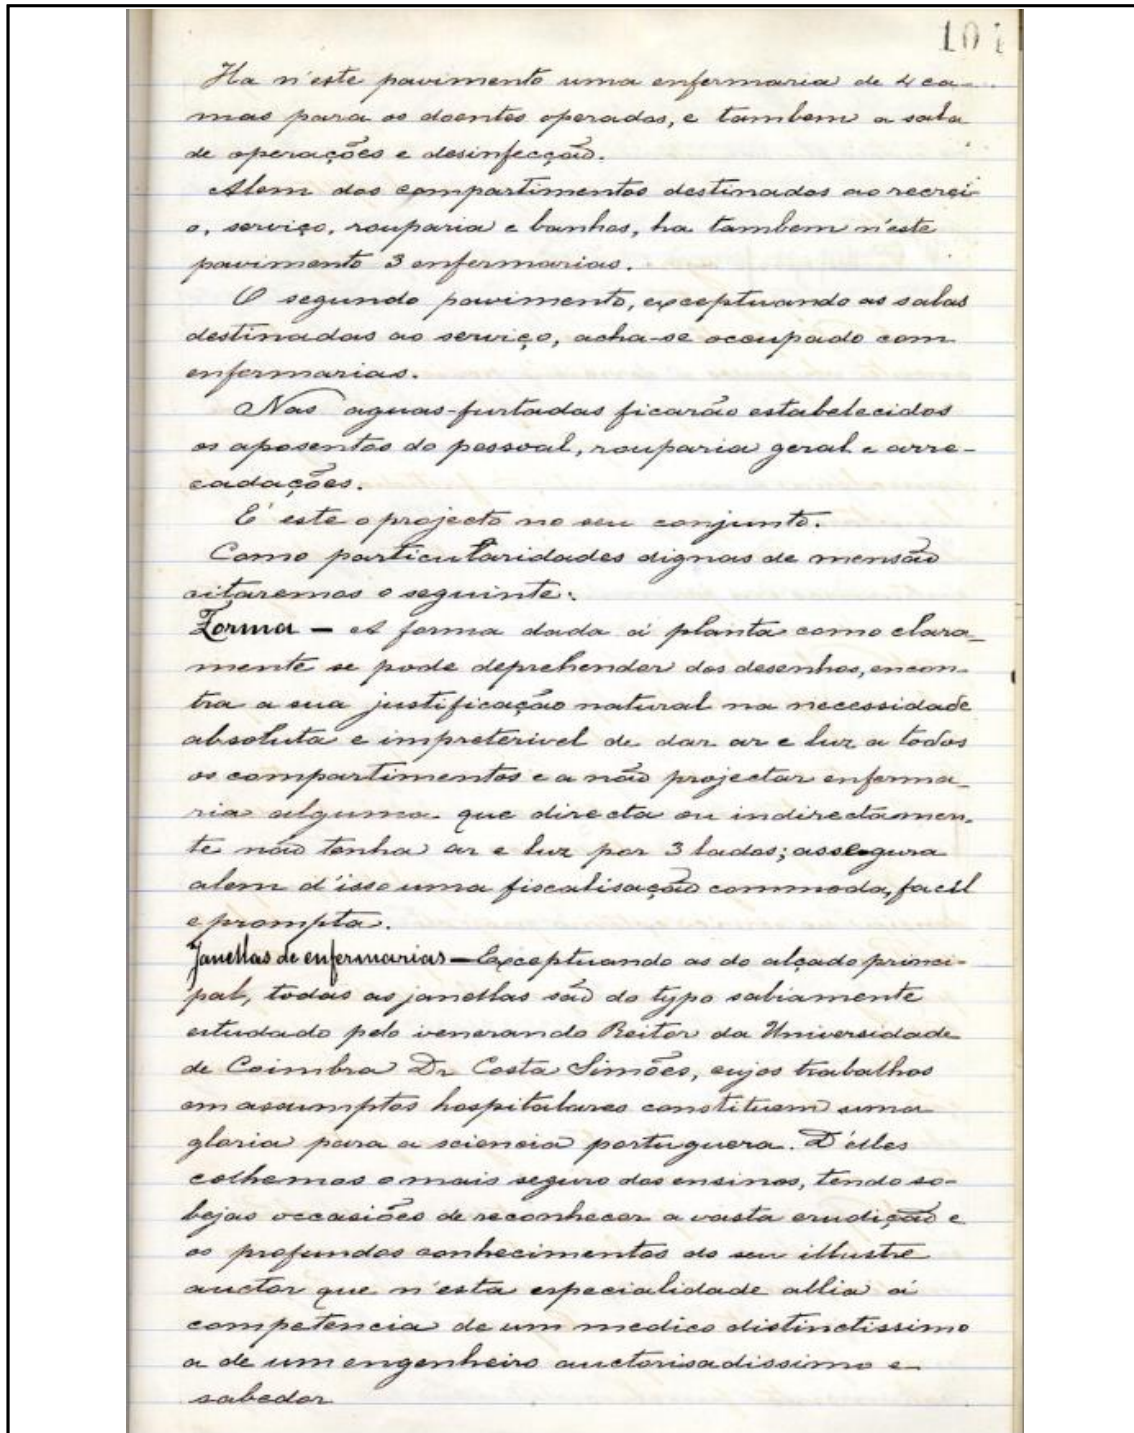 101
Ha n'este pavimento uma enfermaria de 4 ca-
mas para os doentes operados, e tambem a sala
de operações e desinfecção.
Alem dos compartimentos destinados ao recrei-
o, serviço, rouparia e banhos, ha tambem n'este
pavimento 3 enfermarias.
O segundo pavimento, exceptuando as salas
destinadas ao serviço, acha-se occupado com
enfermarias.
Nas aguas-furtadas ficarão estabelecidos
os aposentos do pessoal, rouparia geral e arre-
cadações.
E' este o projecto no seu conjunto.
Como particularidades dignas de mensão
citaremos o seguinte:
Forma — A forma dada á planta como clara-
mente se pode deprehender dos desenhos, encon-
tra a sua justificação natural na necessidade
absoluta e impreterivel de dar ar e luz a todos
os compartimentos e a não projectar enferma-
ria alguma que directa ou indirectamen-
te não tenha ar e luz por 3 lados; assegura
alem d'isso uma fiscalisação commoda, facil
e prompta.
Janellas de enfermarias — Exceptuando as do alçado princi-
pal, todas as janellas são do typo sabiamente
estudado pelo venerando Reitor da Universidade
de Coimbra Dr Costa Simões, cujos trabalhos
em assumptos hospitalares constituem uma
gloria para a sciencia portugueza. D'elles
colhemos o mais seguro dos ensinos, tendo so-
bejas occasiões de reconhecer a vasta erudição e
os profundos conhecimentos do seu illustre
auctor que n'esta especialidade allia á
competencia de um medico distinctissimo
a de um engenheiro auctorisadissimo e
sabedor